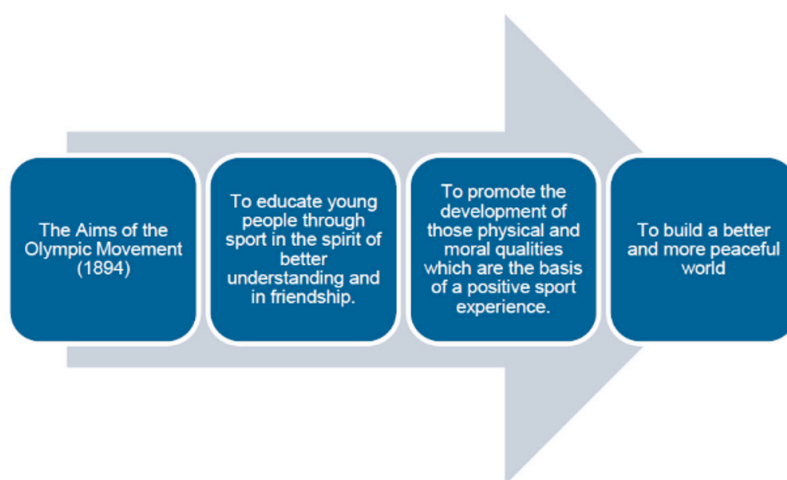 The Aims of the
Olympic Movement
(1894)
To educate young
people through
sport in the spirit of
better
understanding and
in friendship.
To promote the
development of
those physical and
moral qualities
which are the basis
of a positive sport
experience.
To build a better
and more peaceful
world